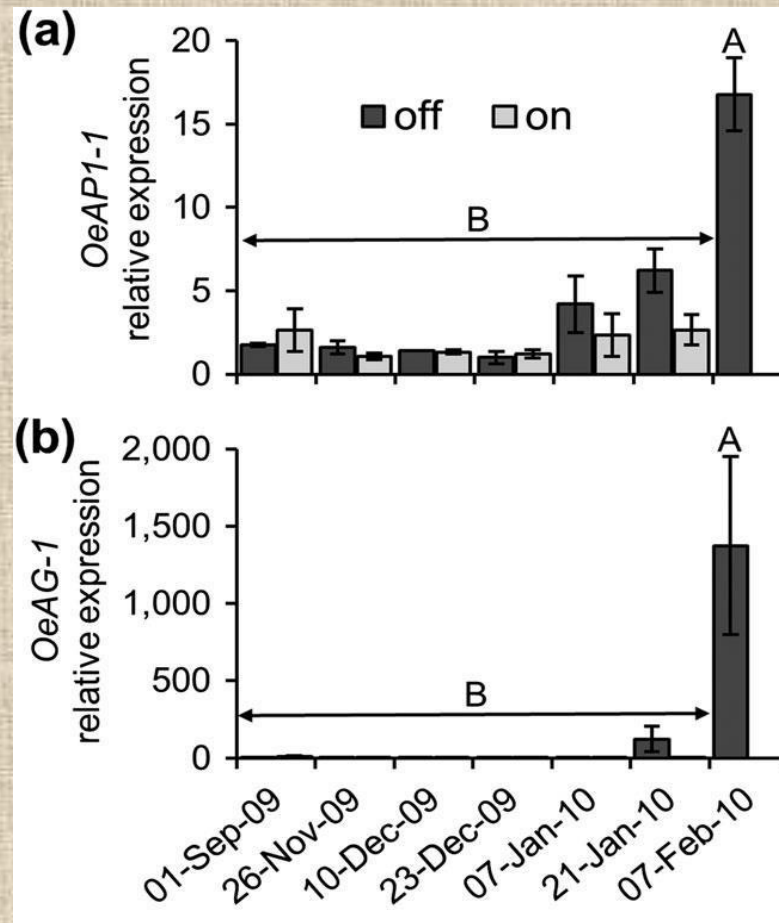 (a)
OeAP1-1
relative expression
20
15
10
5
0
off on
A
B
(b)
OeAG-1
relative expression
2,000
1,500
1,000
500
0
A
B
01-Sep-09
26-Nov-09
10-Dec-09
23-Dec-09
07-Jan-10
21-Jan-10
07-Feb-10